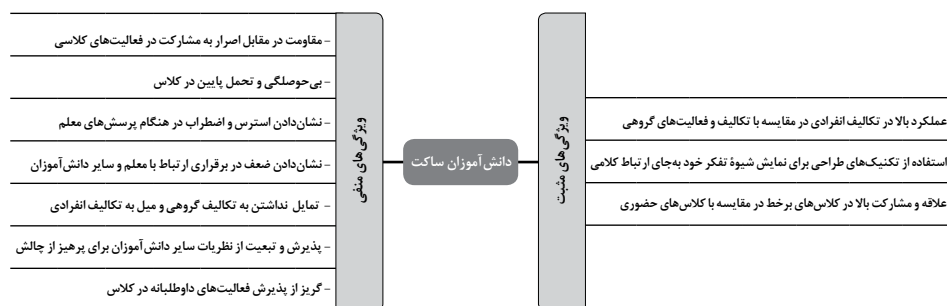 دانش‌آموزان ساکت
ویژگی‌های مثبت
عملکرد بالا در تکالیف انفرادی در مقایسه با تکالیف و فعالیت‌های گروهی
استفاده از تکنیک‌های طراحی برای نمایش شیوهٔ تفکر خود به‌جای ارتباط کلامی
علاقه و مشارکت بالا در کلاس‌های برخط در مقایسه با کلاس‌های حضوری
ویژگی‌های منفی
- مقاومت در مقابل اصرار به مشارکت در فعالیت‌های کلاسی
- بی‌حوصلگی و تحمل پایین در کلاس
- نشان‌دادن استرس و اضطراب در هنگام پرسش‌های معلم
- نشان‌دادن ضعف در برقراری ارتباط با معلم و سایر دانش‌آموزان
- تمایل نداشتن به تکالیف گروهی و میل به تکالیف انفرادی
- پذیرش و تبعیت از نظریات سایر دانش‌آموزان برای پرهیز از چالش
- گریز از پذیرش فعالیت‌های داوطلبانه در کلاس